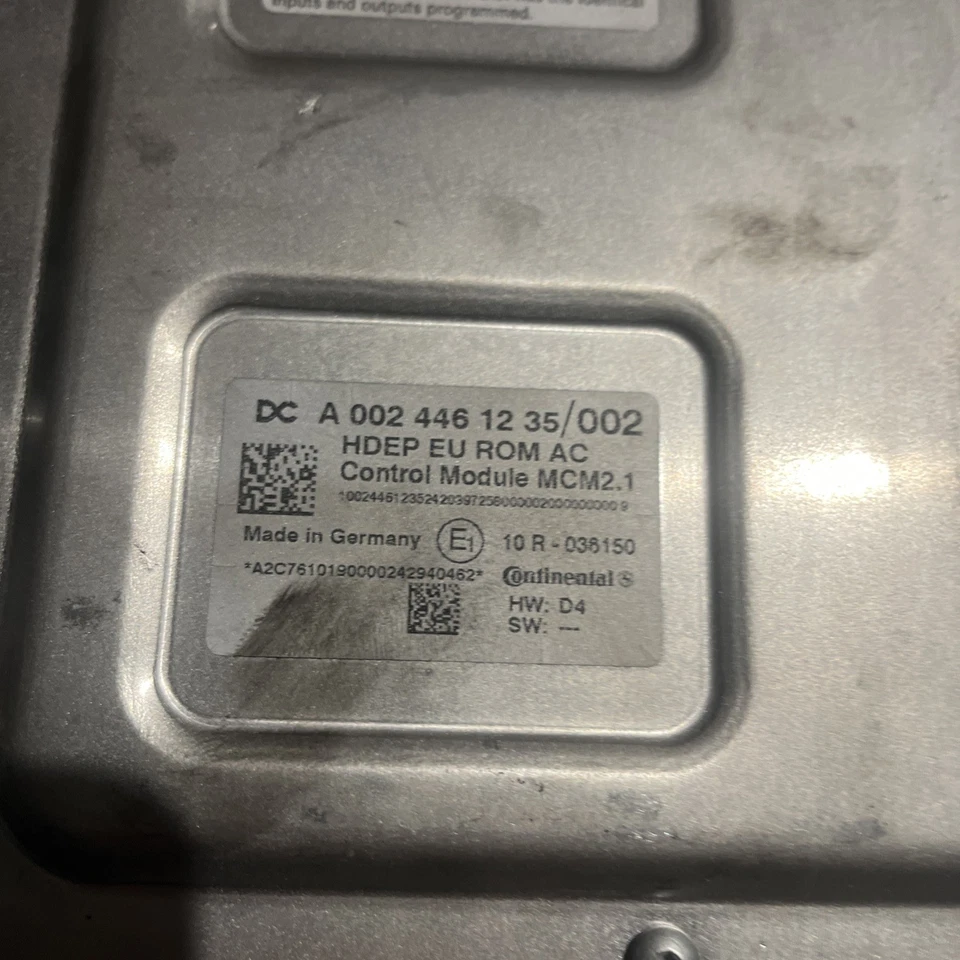 inputs and outputs programmed.
DC A 002 446 12 35/002
HDEP EU ROM AC
Control Module MCM2.1
Made in Germany E1 10 R - 036150
*A2C7610190000242940462* Continental
HW: D4
SW: ---